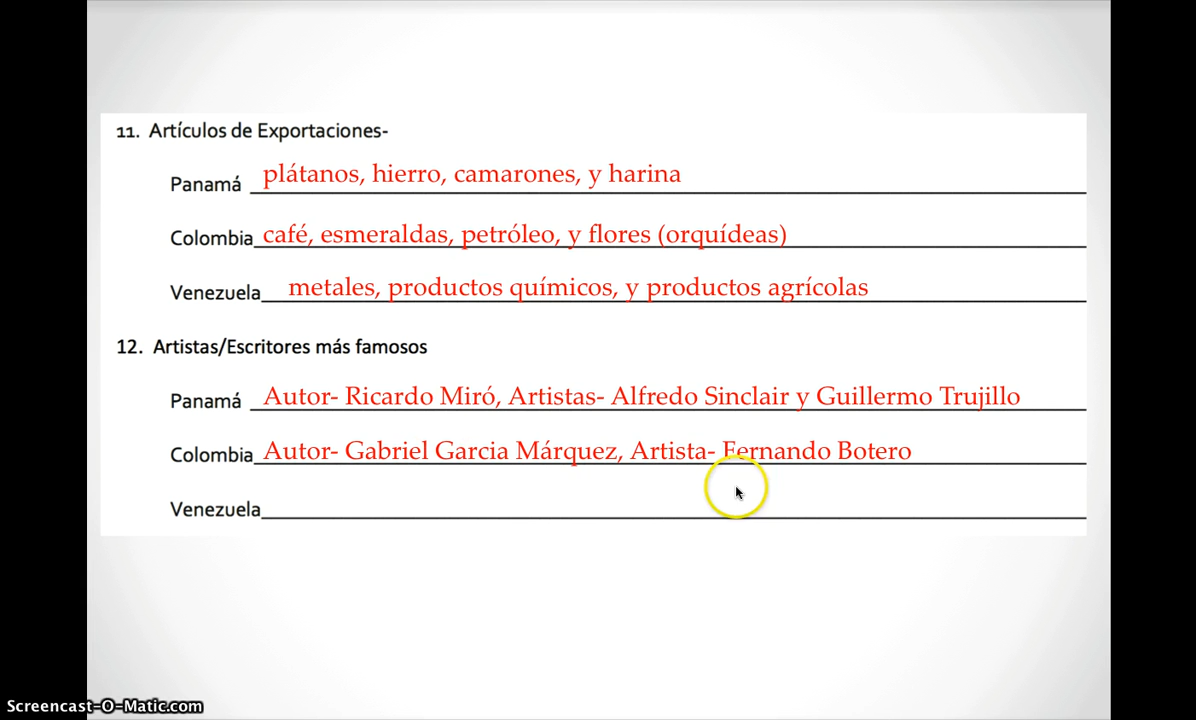 11. Artículos de Exportaciones-
Panamá plátanos, hierro, camarones, y harina
Colombia café, esmeraldas, petróleo, y flores (orquídeas)
Venezuela metales, productos químicos, y productos agrícolas
12. Artistas/Escritores más famosos
Panamá Autor- Ricardo Miró, Artistas- Alfredo Sinclair y Guillermo Trujillo
Colombia Autor- Gabriel Garcia Márquez, Artista- Fernando Botero
Venezuela
Screencast-O-Matic.com